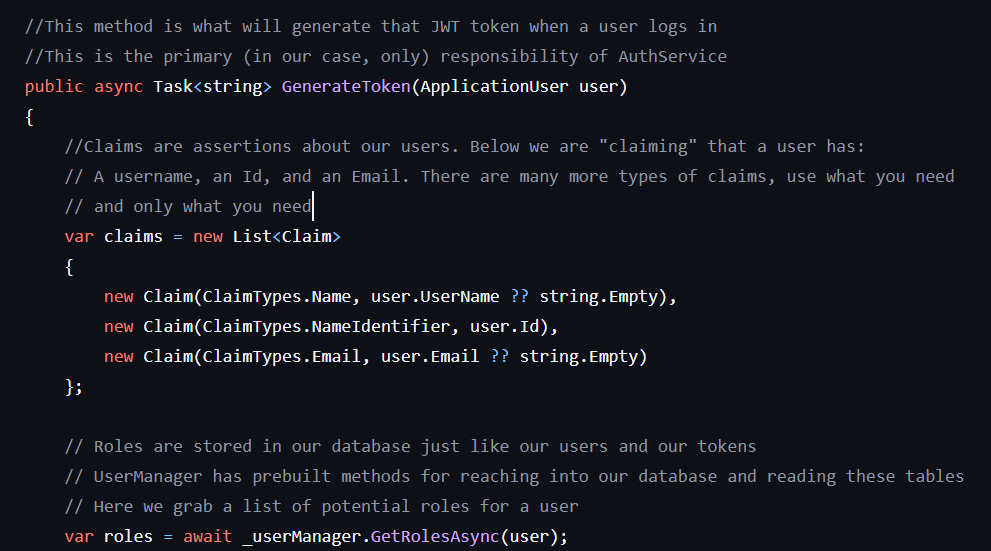 //This method is what will generate that JWT token when a user logs in
//This is the primary (in our case, only) responsibility of AuthService
public async Task<string> GenerateToken(ApplicationUser user)
{
    //Claims are assertions about our users. Below we are "claiming" that a user has:
    // A username, an Id, and an Email. There are many more types of claims, use what you need
    // and only what you need
    var claims = new List<Claim>
    {
        new Claim(ClaimTypes.Name, user.UserName ?? string.Empty),
        new Claim(ClaimTypes.NameIdentifier, user.Id),
        new Claim(ClaimTypes.Email, user.Email ?? string.Empty)
    };
    // Roles are stored in our database just like our users and our tokens
    // UserManager has prebuilt methods for reaching into our database and reading these tables
    // Here we grab a list of potential roles for a user
    var roles = await _userManager.GetRolesAsync(user);